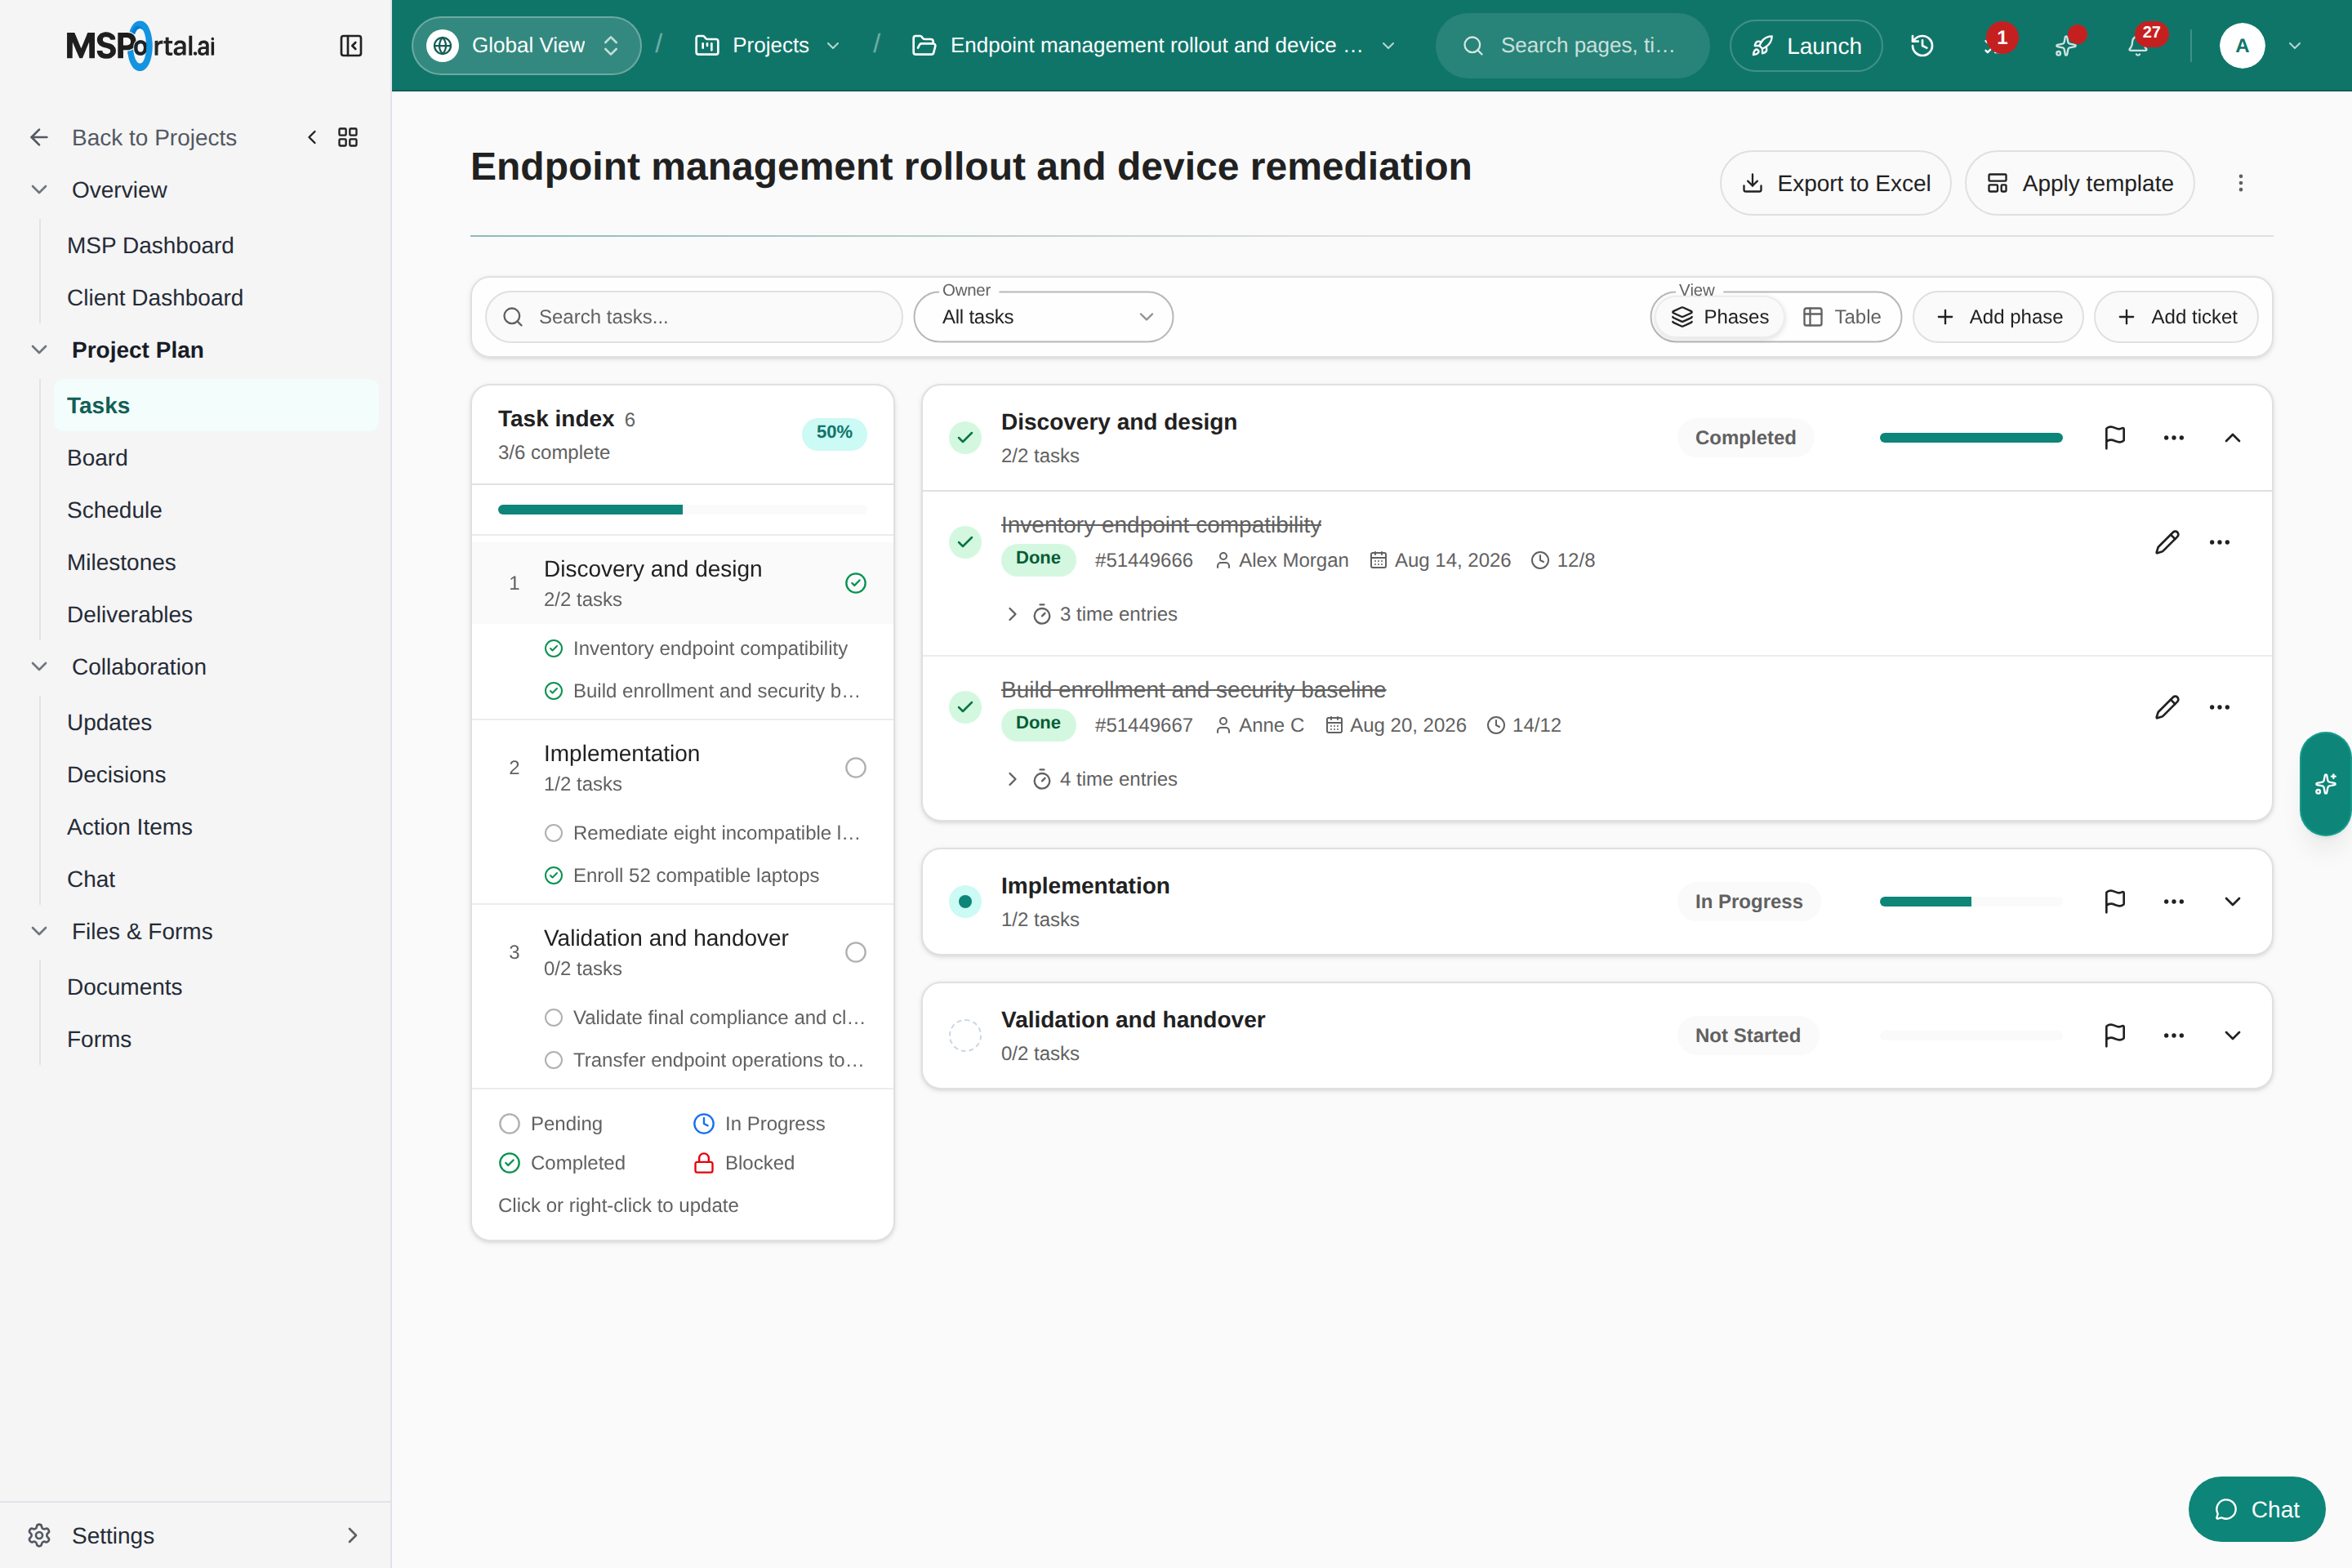 MSPortal.ai
Global View / Projects / Endpoint management rollout and device ...
Search pages, ti...
Launch
1
27
A
Back to Projects
Overview
MSP Dashboard
Client Dashboard
Project Plan
Tasks
Board
Schedule
Milestones
Deliverables
Collaboration
Updates
Decisions
Action Items
Chat
Files & Forms
Documents
Forms
Settings
Endpoint management rollout and device remediation
Export to Excel
Apply template
Search tasks...
Owner
All tasks
View
Phases
Table
Add phase
Add ticket
Task index 6
3/6 complete
50%
1
Discovery and design
2/2 tasks
Inventory endpoint compatibility
Build enrollment and security b...
2
Implementation
1/2 tasks
Remediate eight incompatible l...
Enroll 52 compatible laptops
3
Validation and handover
0/2 tasks
Validate final compliance and cl...
Transfer endpoint operations to...
Pending
In Progress
Completed
Blocked
Click or right-click to update
Discovery and design
2/2 tasks
Completed
Inventory endpoint compatibility
Done #51449666 Alex Morgan Aug 14, 2026 12/8
3 time entries
Build enrollment and security baseline
Done #51449667 Anne C Aug 20, 2026 14/12
4 time entries
Implementation
1/2 tasks
In Progress
Validation and handover
0/2 tasks
Not Started
Chat